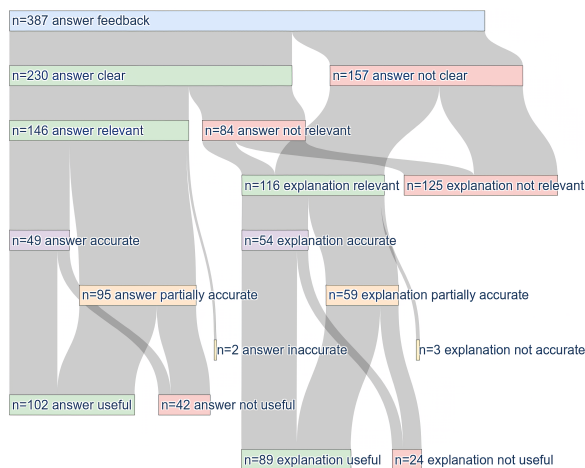 n=387 answer feedback
n=230 answer clear
n=157 answer not clear
n=146 answer relevant
n=84 answer not relevant
n=116 explanation relevant
n=125 explanation not relevant
n=49 answer accurate
n=54 explanation accurate
n=95 answer partially accurate
n=59 explanation partially accurate
n=2 answer inaccurate
n=3 explanation not accurate
n=102 answer useful
n=42 answer not useful
n=89 explanation useful
n=24 explanation not useful